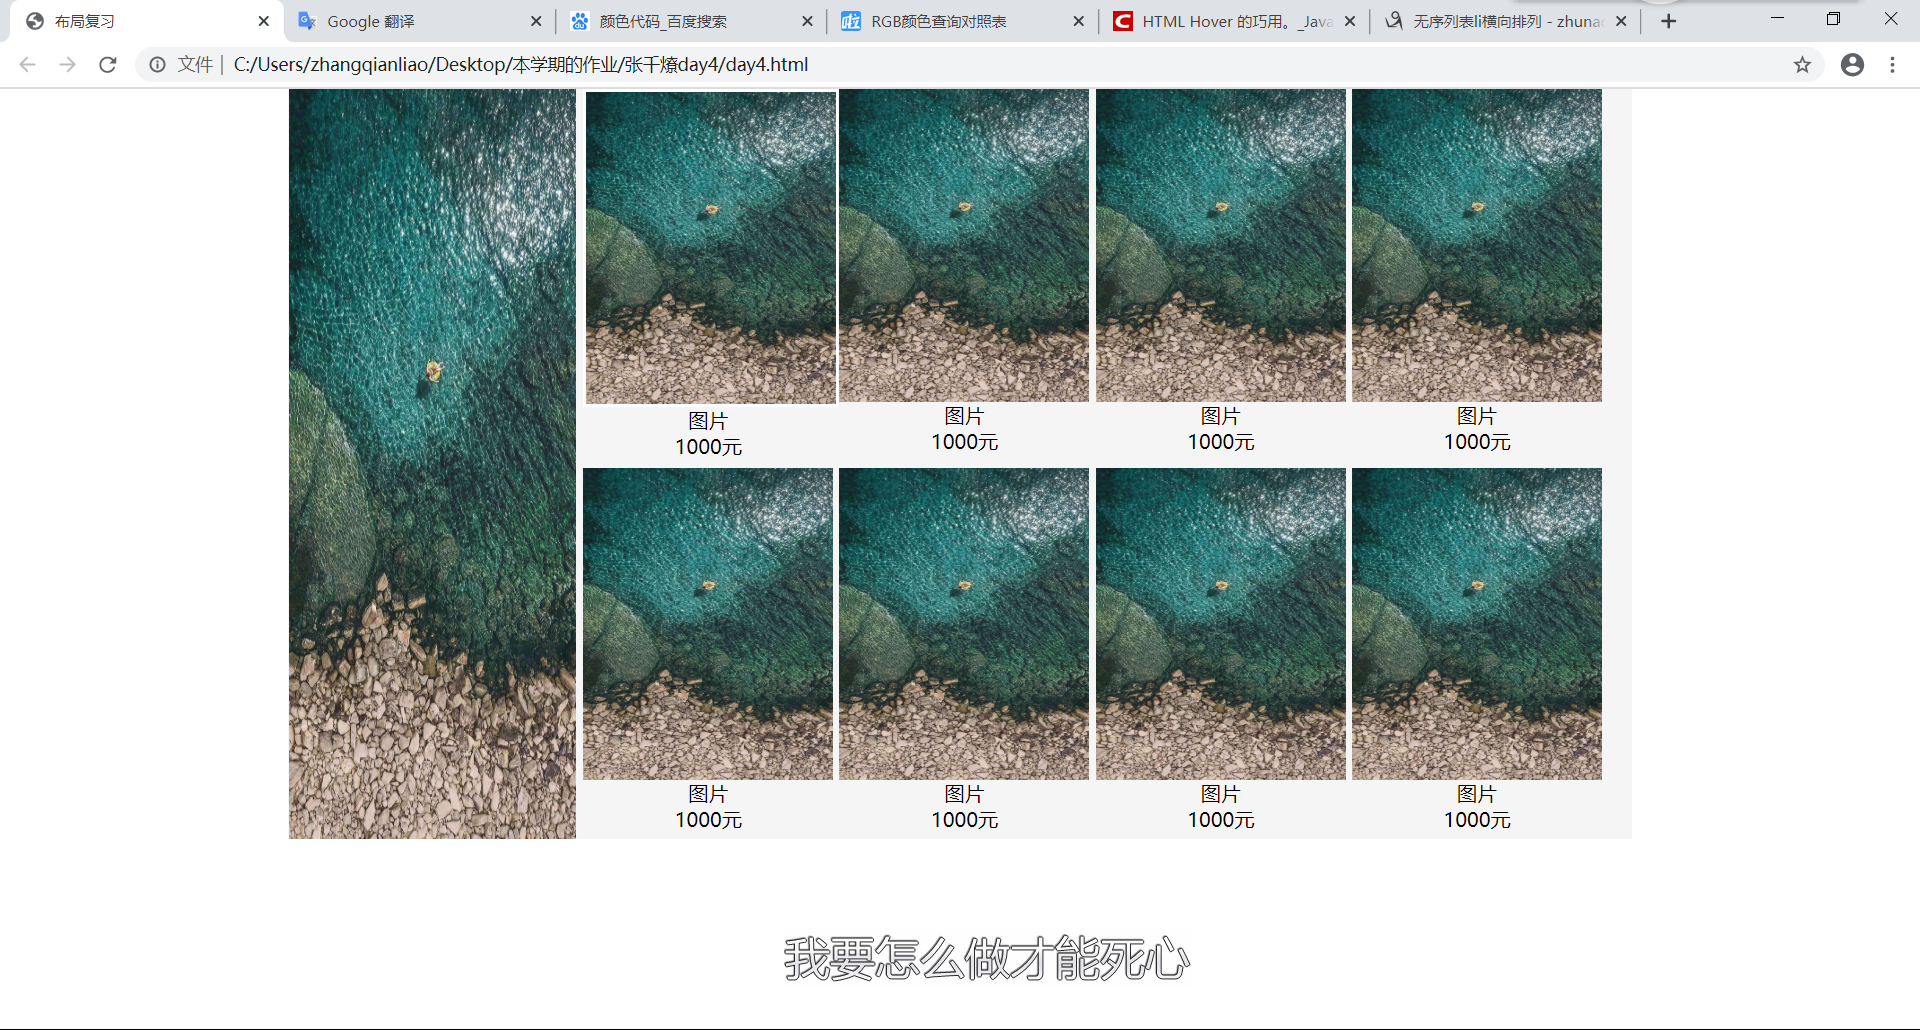 布局复习
Google 翻译
颜色代码_百度搜索
RGB颜色查询对照表
HTML Hover 的巧用。_Java
无序列表li横向排列 - zhunac
文件 | C:/Users/zhangqianliao/Desktop/本学期的作业/张千燎day4/day4.html
图片 图片 图片 图片
1000元 1000元 1000元 1000元
图片 图片 图片 图片
1000元 1000元 1000元 1000元
我要怎么做才能死心